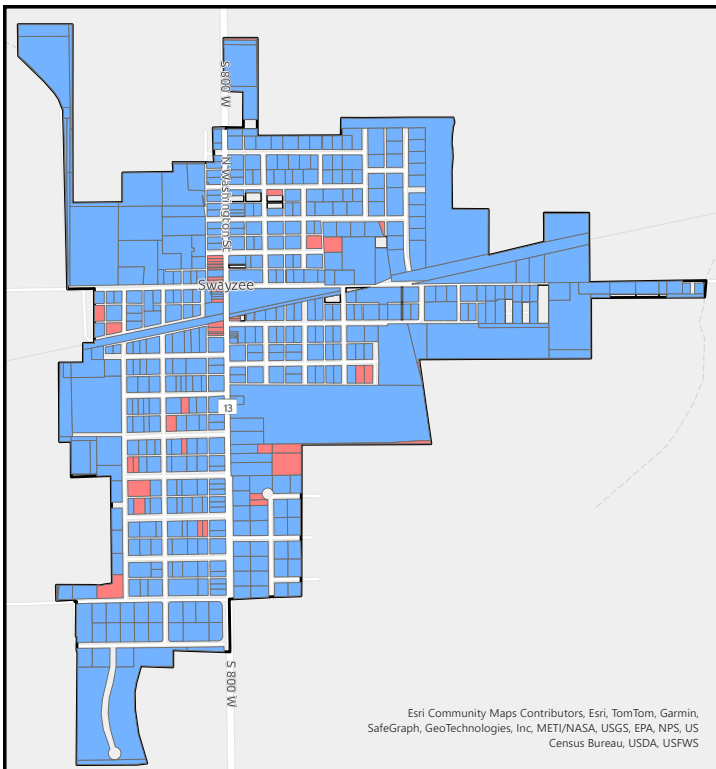 S 800 W
N Washington St
Swayzee
13
S 800 W
Esri Community Maps Contributors, Esri, TomTom, Garmin,
SafeGraph, GeoTechnologies, Inc, METI/NASA, USGS, EPA, NPS, US
Census Bureau, USDA, USFWS